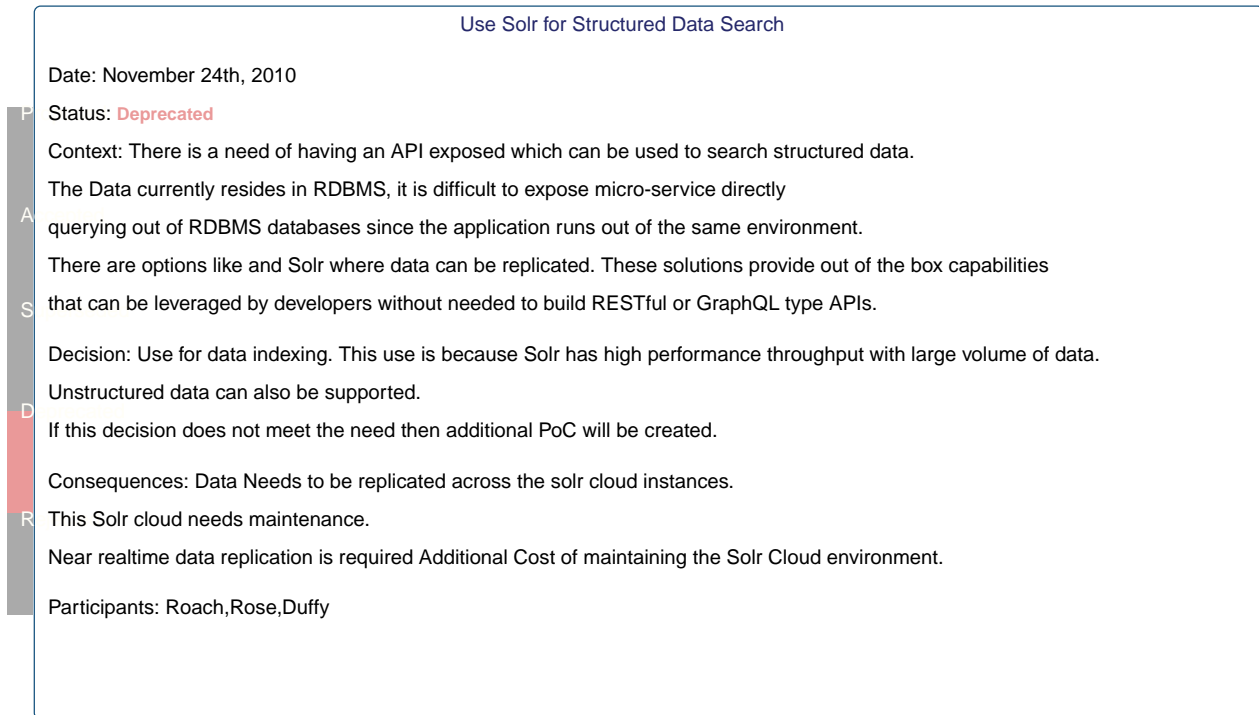 Use Solr for Structured Data Search
Date: November 24th, 2010
P
Status: Deprecated
Context: There is a need of having an API exposed which can be used to search structured data.
The Data currently resides in RDBMS, it is difficult to expose micro-service directly
A
querying out of RDBMS databases since the application runs out of the same environment.
There are options like and Solr where data can be replicated. These solutions provide out of the box capabilities
S
that can be leveraged by developers without needed to build RESTful or GraphQL type APIs.
Decision: Use for data indexing. This use is because Solr has high performance throughput with large volume of data.
Unstructured data can also be supported.
D
If this decision does not meet the need then additional PoC will be created.
Consequences: Data Needs to be replicated across the solr cloud instances.
R
This Solr cloud needs maintenance.
Near realtime data replication is required Additional Cost of maintaining the Solr Cloud environment.
Participants: Roach,Rose,Duffy